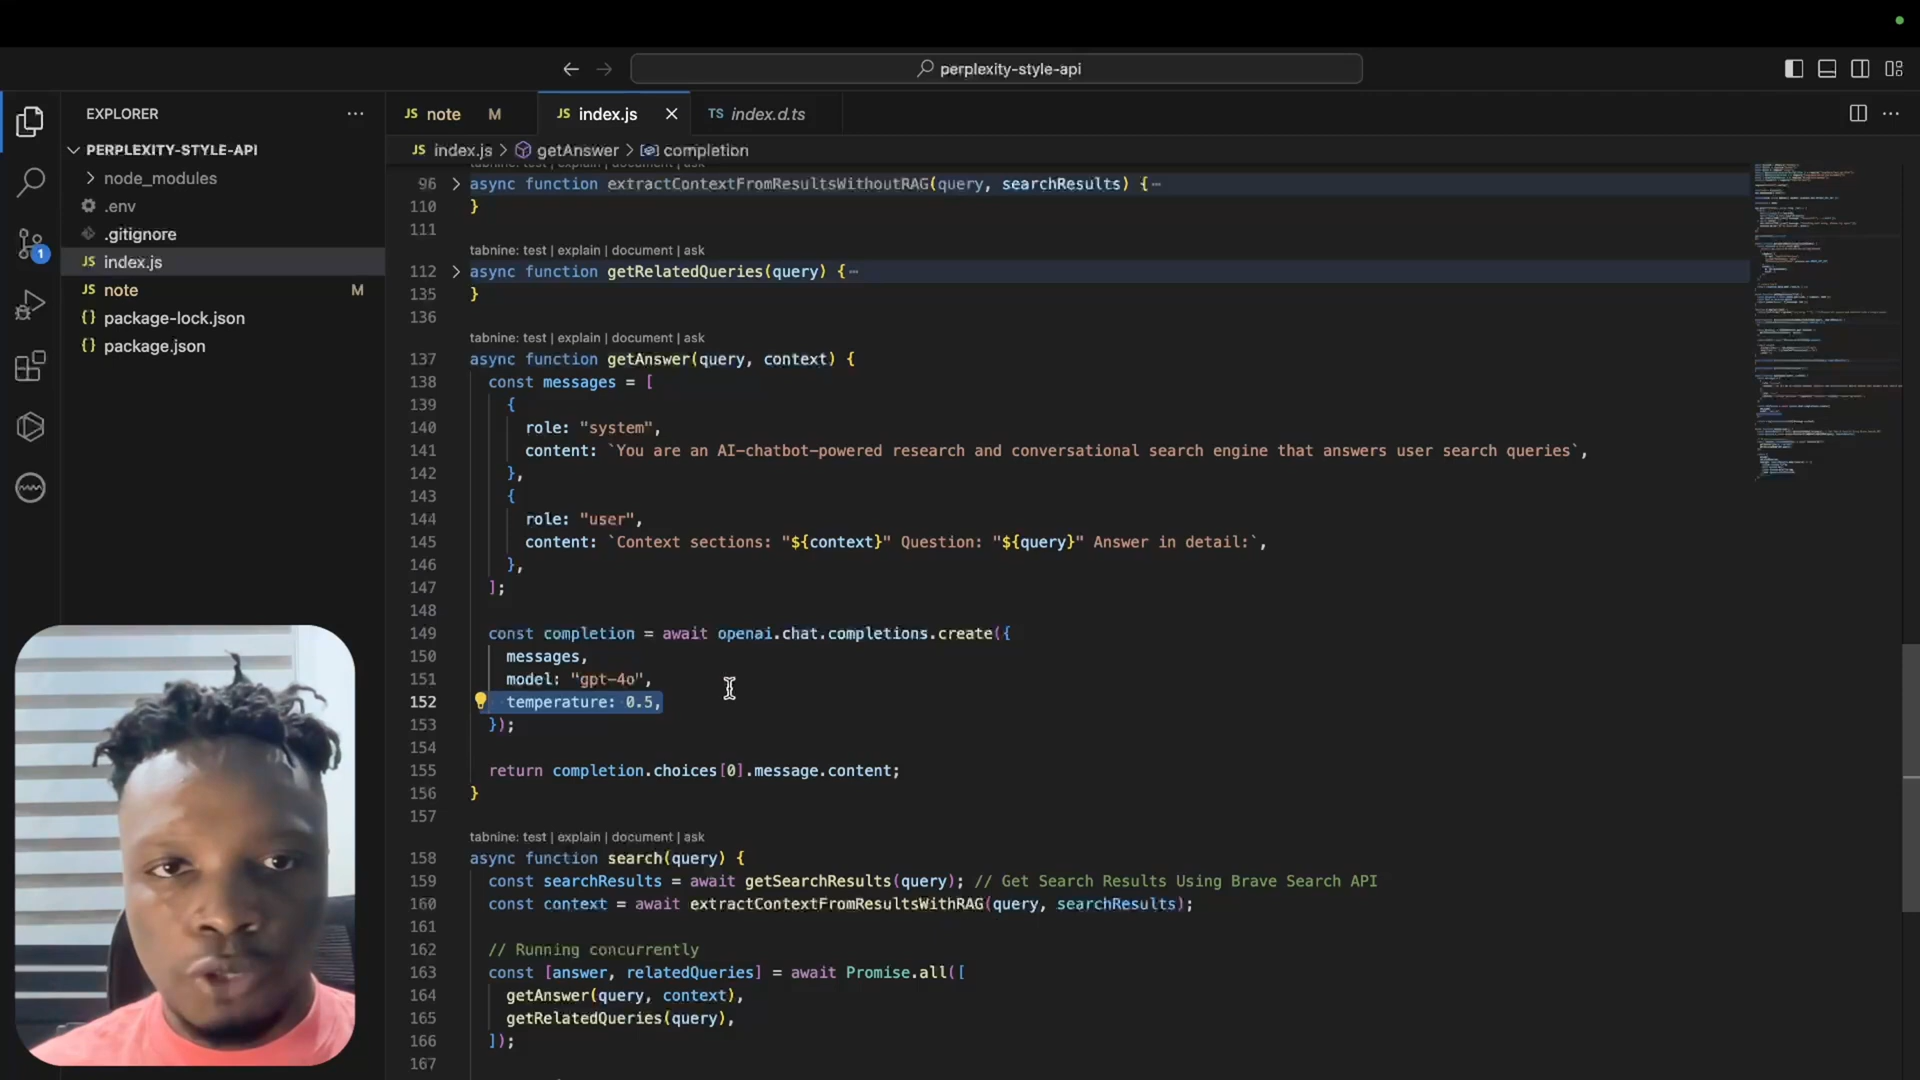 perplexity-style-api
EXPLORER
PERPLEXITY-STYLE-API
node_modules
.env
.gitignore
JS index.js
JS note M
{} package-lock.json
{} package.json
1
JS note M
JS index.js
TS index.d.ts
JS index.js > getAnswer > completion
tabnine: test | explain | document | ask
96 async function extractContextFromResultsWithoutRAG(query, searchResults) {
110 }
111
tabnine: test | explain | document | ask
112 async function getRelatedQueries(query) {
135 }
136
tabnine: test | explain | document | ask
137 async function getAnswer(query, context) {
138 const messages = [
139 {
140 role: "system",
141 content: `You are an AI-chatbot-powered research and conversational search engine that answers user search queries`,
142 },
143 {
144 role: "user",
145 content: `Context sections: "${context}" Question: "${query}" Answer in detail:`,
146 },
147 ];
148
149 const completion = await openai.chat.completions.create({
150 messages,
151 model: "gpt-4o",
152 temperature: 0.5,
153 });
154
155 return completion.choices[0].message.content;
156 }
157
tabnine: test | explain | document | ask
158 async function search(query) {
159 const searchResults = await getSearchResults(query); // Get Search Results Using Brave Search API
160 const context = await extractContextFromResultsWithRAG(query, searchResults);
161
162 // Running concurrently
163 const [answer, relatedQueries] = await Promise.all([
164 getAnswer(query, context),
165 getRelatedQueries(query),
166 ]);
167